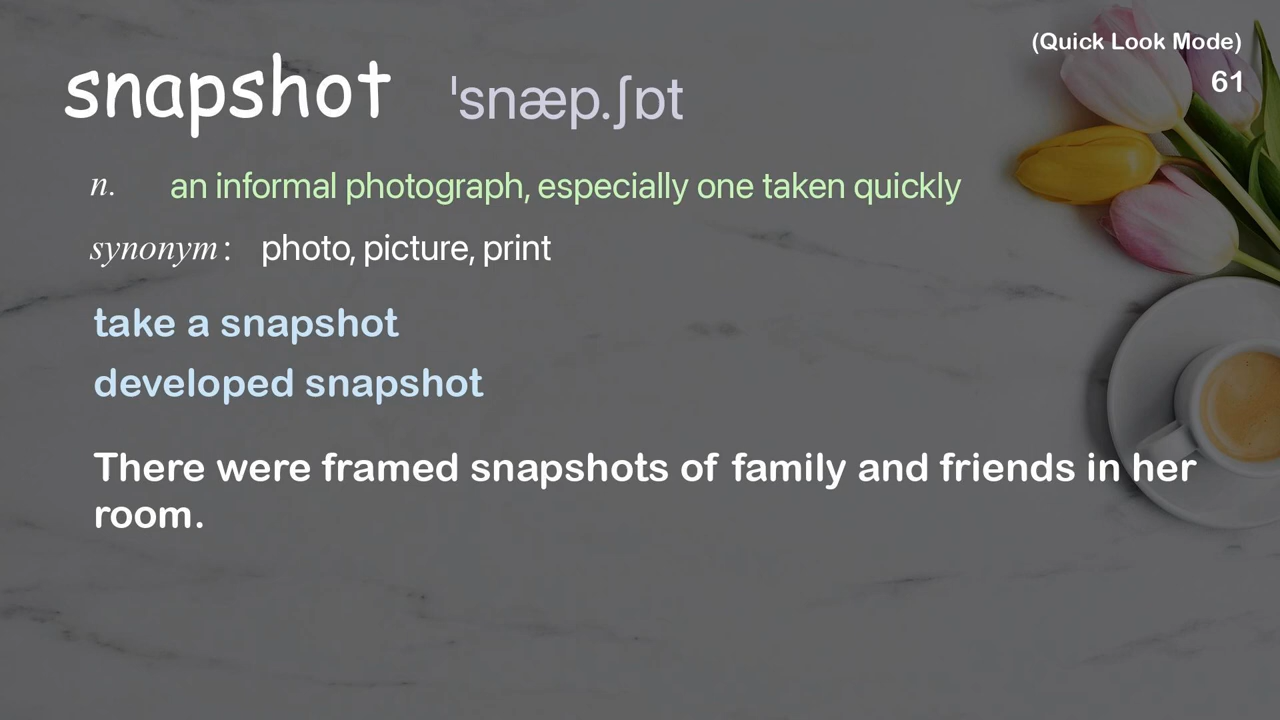 (Quick Look Mode)
61
snapshot ˈsnæp.ʃɒt
n. an informal photograph, especially one taken quickly
synonym: photo, picture, print
take a snapshot
developed snapshot
There were framed snapshots of family and friends in her
room.